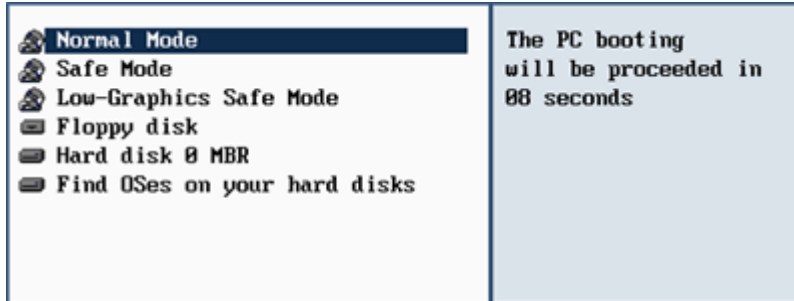 Normal Mode
Safe Mode
Low-Graphics Safe Mode
Floppy disk
Hard disk 0 MBR
Find OSes on your hard disks
The PC booting
will be proceeded in
08 seconds